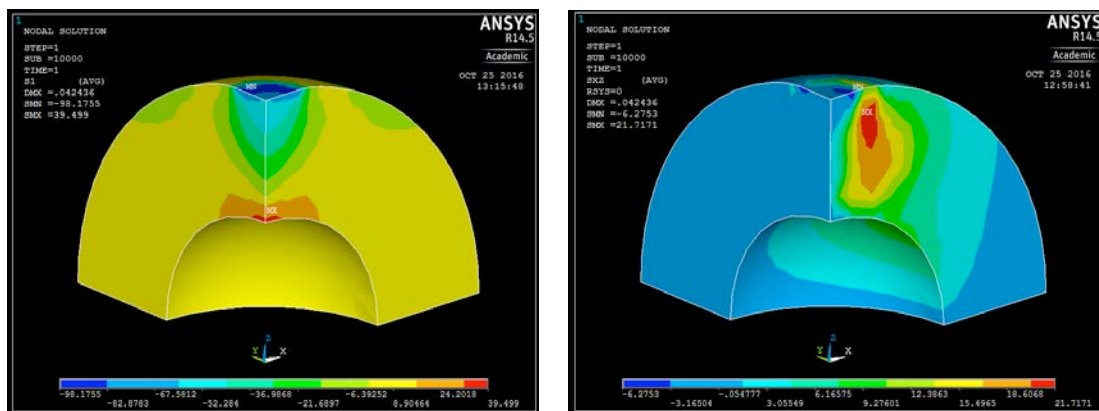 1
NODAL SOLUTION
STEP=1
SUB =10000
TIME=1
S1 (AVG)
DMX =.042436
SMN =-98.1755
SMX =39.499
ANSYS
R14.5
Academic
OCT 25 2016
13:15:48
MN
MX
Z
Y X
-98.1755 -67.5812 -36.9868 -6.39252 24.2018
-82.8783 -52.284 -21.6897 8.90464 39.499
1
NODAL SOLUTION
STEP=1
SUB =10000
TIME=1
SXZ (AVG)
RSYS=0
DMX =.042436
SMN =-6.2753
SMX =21.7171
ANSYS
R14.5
Academic
OCT 25 2016
12:58:41
MN
MX
Z
Y X
-6.2753 -.054777 6.16575 12.3863 18.6068
-3.16504 3.05549 9.27601 15.4965 21.7171